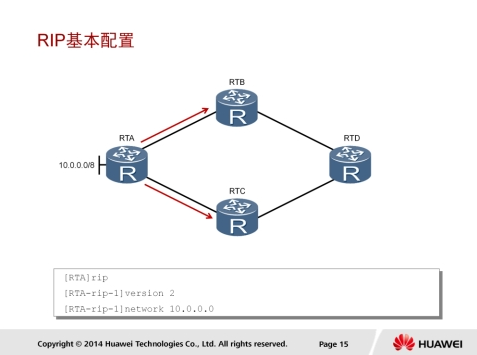 RIP基本配置
RTB
RTA
10.0.0.0/8
RTD
RTC
R
R
R
R
[RTA]rip
[RTA-rip-1]version 2
[RTA-rip-1]network 10.0.0.0
Copyright © 2014 Huawei Technologies Co., Ltd. All rights reserved.
Page 15
HUAWEI